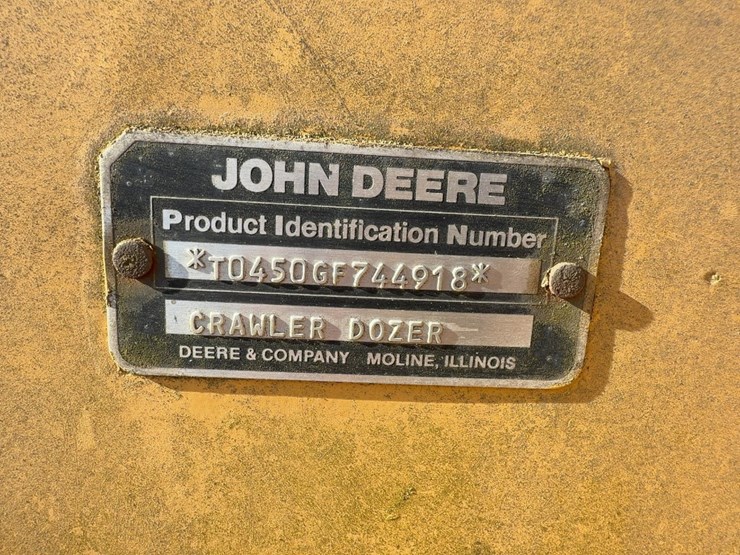 JOHN DEERE
Product Identification Number
*T0450GF744918*
CRAWLER DOZER
DEERE & COMPANY MOLINE, ILLINOIS